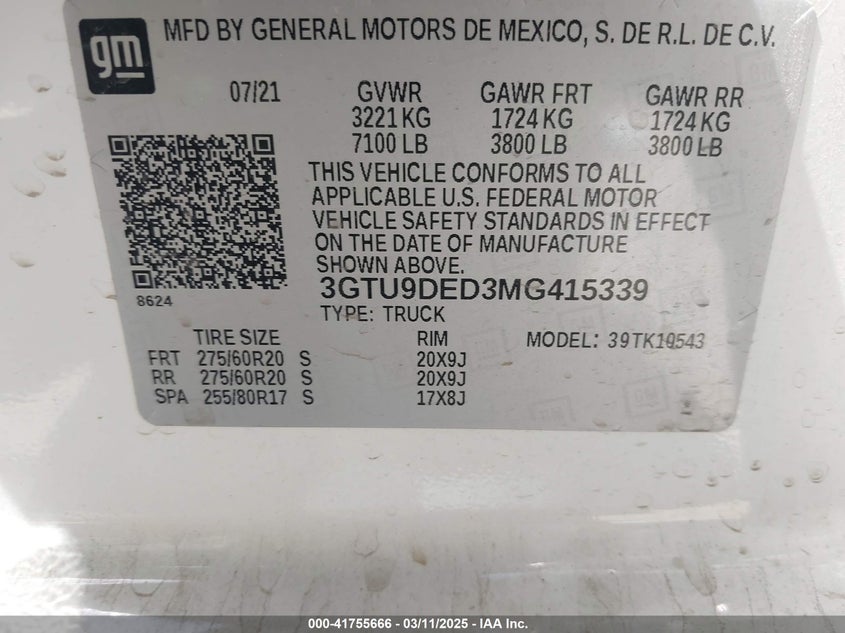 gm
MFD BY GENERAL MOTORS DE MEXICO, S. DE R.L. DE C.V.
07/21 GVWR GAWR FRT GAWR RR
3221 KG 1724 KG 1724 KG
7100 LB 3800 LB 3800 LB
THIS VEHICLE CONFORMS TO ALL
APPLICABLE U.S. FEDERAL MOTOR
VEHICLE SAFETY STANDARDS IN EFFECT
ON THE DATE OF MANUFACTURE
SHOWN ABOVE.
8624
3GTU9DED3MG415339
TYPE: TRUCK
TIRE SIZE RIM MODEL: 39TK10543
FRT 275/60R20 S 20X9J
RR 275/60R20 S 20X9J
SPA 255/80R17 S 17X8J
000-41755666 - 03/11/2025 - IAA Inc.